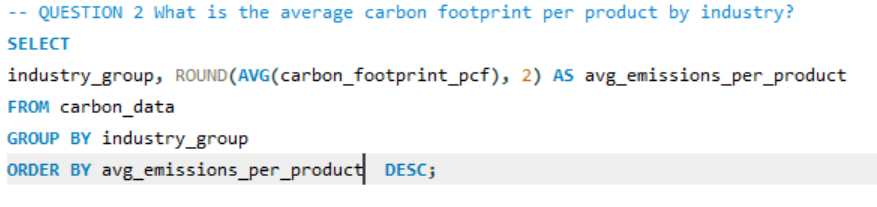 -- QUESTION 2 What is the average carbon footprint per product by industry?
SELECT
industry_group, ROUND(AVG(carbon_footprint_pcf), 2) AS avg_emissions_per_product
FROM carbon_data
GROUP BY industry_group
ORDER BY avg_emissions_per_product  DESC;